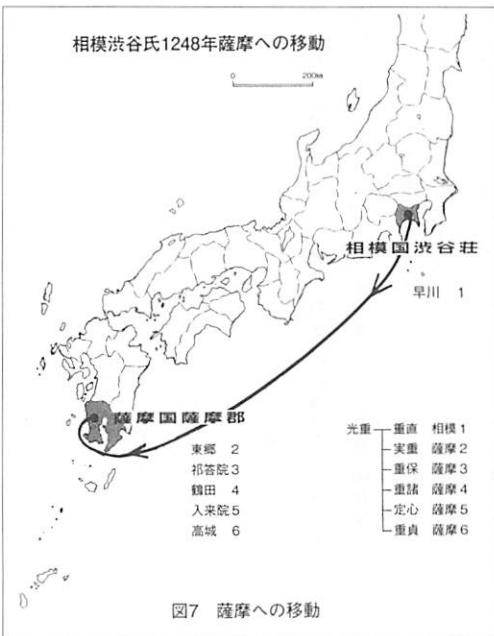 相模渋谷氏1248年薩摩への移動
0 200km
相模国渋谷荘
早川 1
薩摩国薩摩郡
東郷 2
祁答院3
鶴田 4
入来院5
高城 6
光重 重直 相模1
実重 薩摩2
重保 薩摩3
重諸 薩摩4
定心 薩摩5
重貞 薩摩6
図7 薩摩への移動